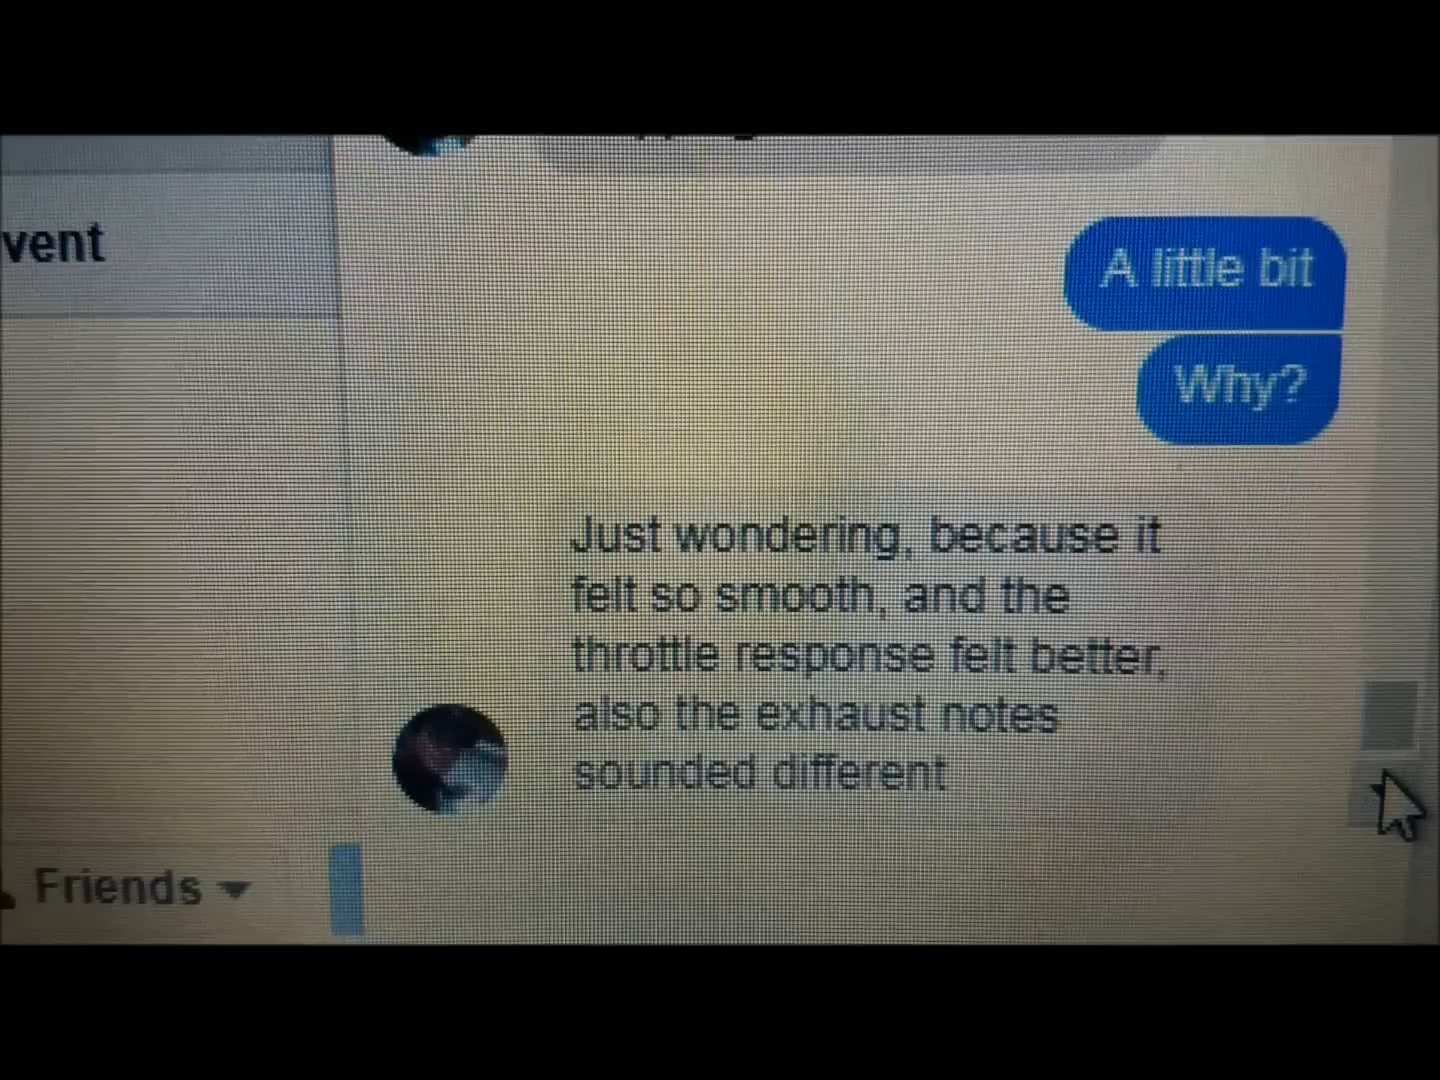 vent
A little bit
Why?
Just wondering, because it
felt so smooth, and the
throttle response felt better,
also the exhaust notes
sounded different
Friends